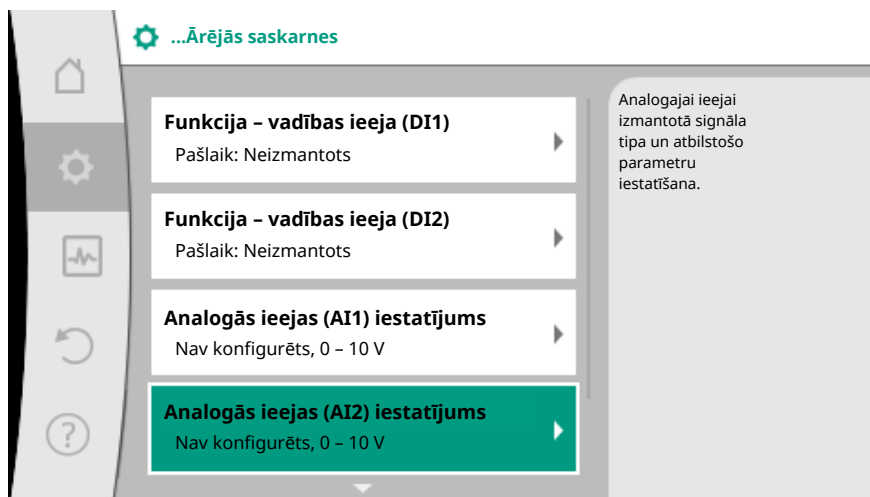 ...Ārējās saskarnes
Funkcija – vadības ieeja (DI1)
Pašlaik: Neizmantots
Funkcija – vadības ieeja (DI2)
Pašlaik: Neizmantots
Analogās ieejas (AI1) iestatījums
Nav konfigurēts, 0 – 10 V
Analogās ieejas (AI2) iestatījums
Nav konfigurēts, 0 – 10 V
Analogajai ieejai
izmantotā signāla
tipa un atbilstošo
parametru
iestatīšana.
?